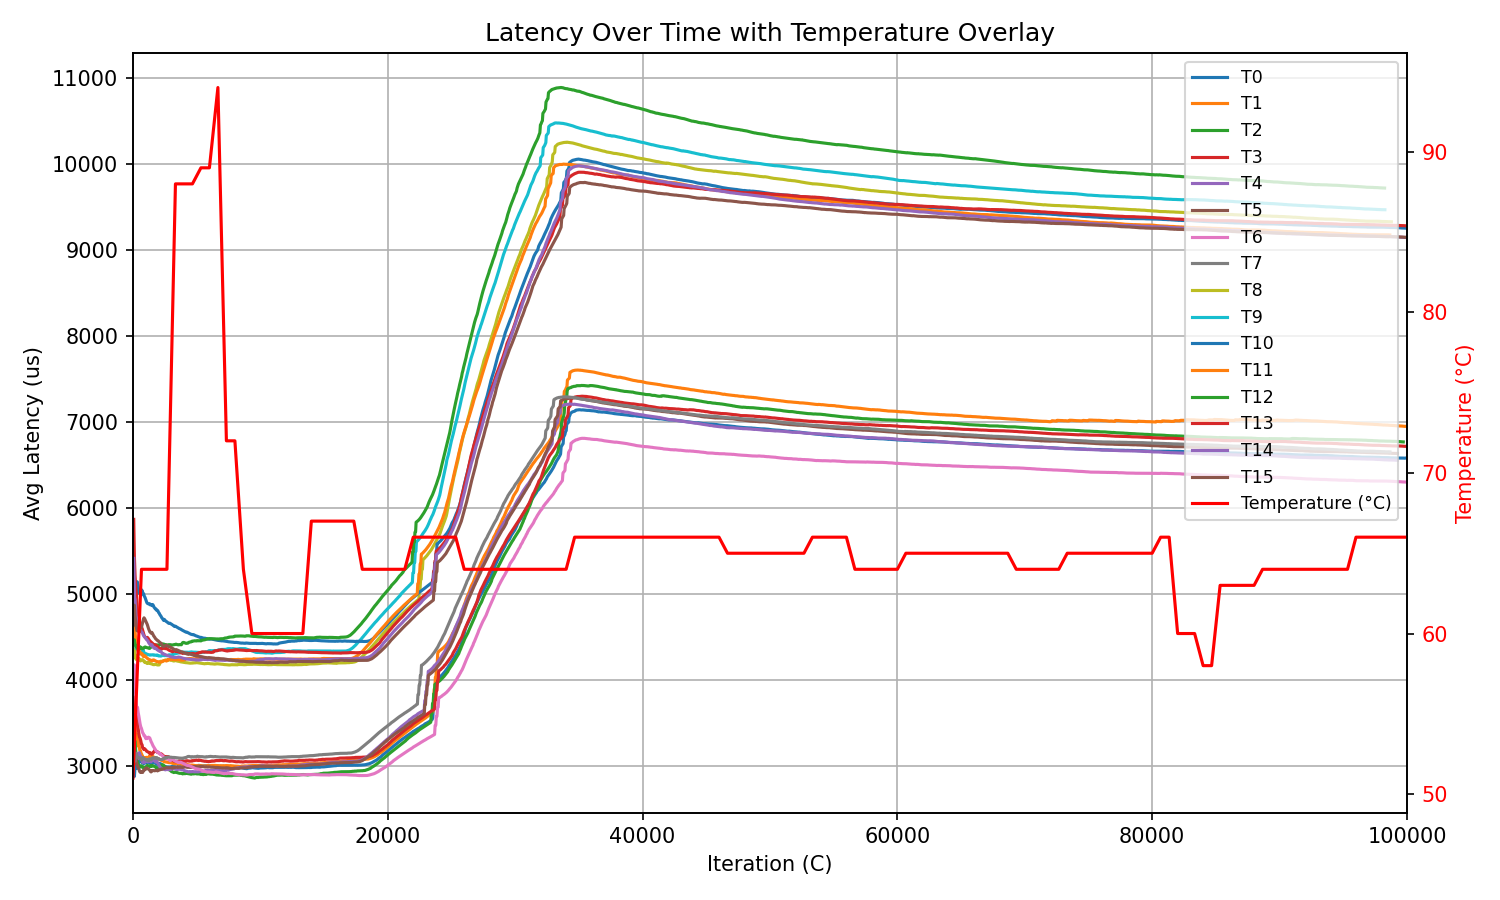 Latency Over Time with Temperature Overlay
11000
10000
9000
8000
7000
6000
5000
4000
3000
Avg Latency (us)
0
20000
40000
60000
80000
100000
Iteration (C)
90
80
70
60
50
Temperature (°C)
T0
T1
T2
T3
T4
T5
T6
T7
T8
T9
T10
T11
T12
T13
T14
T15
Temperature (°C)